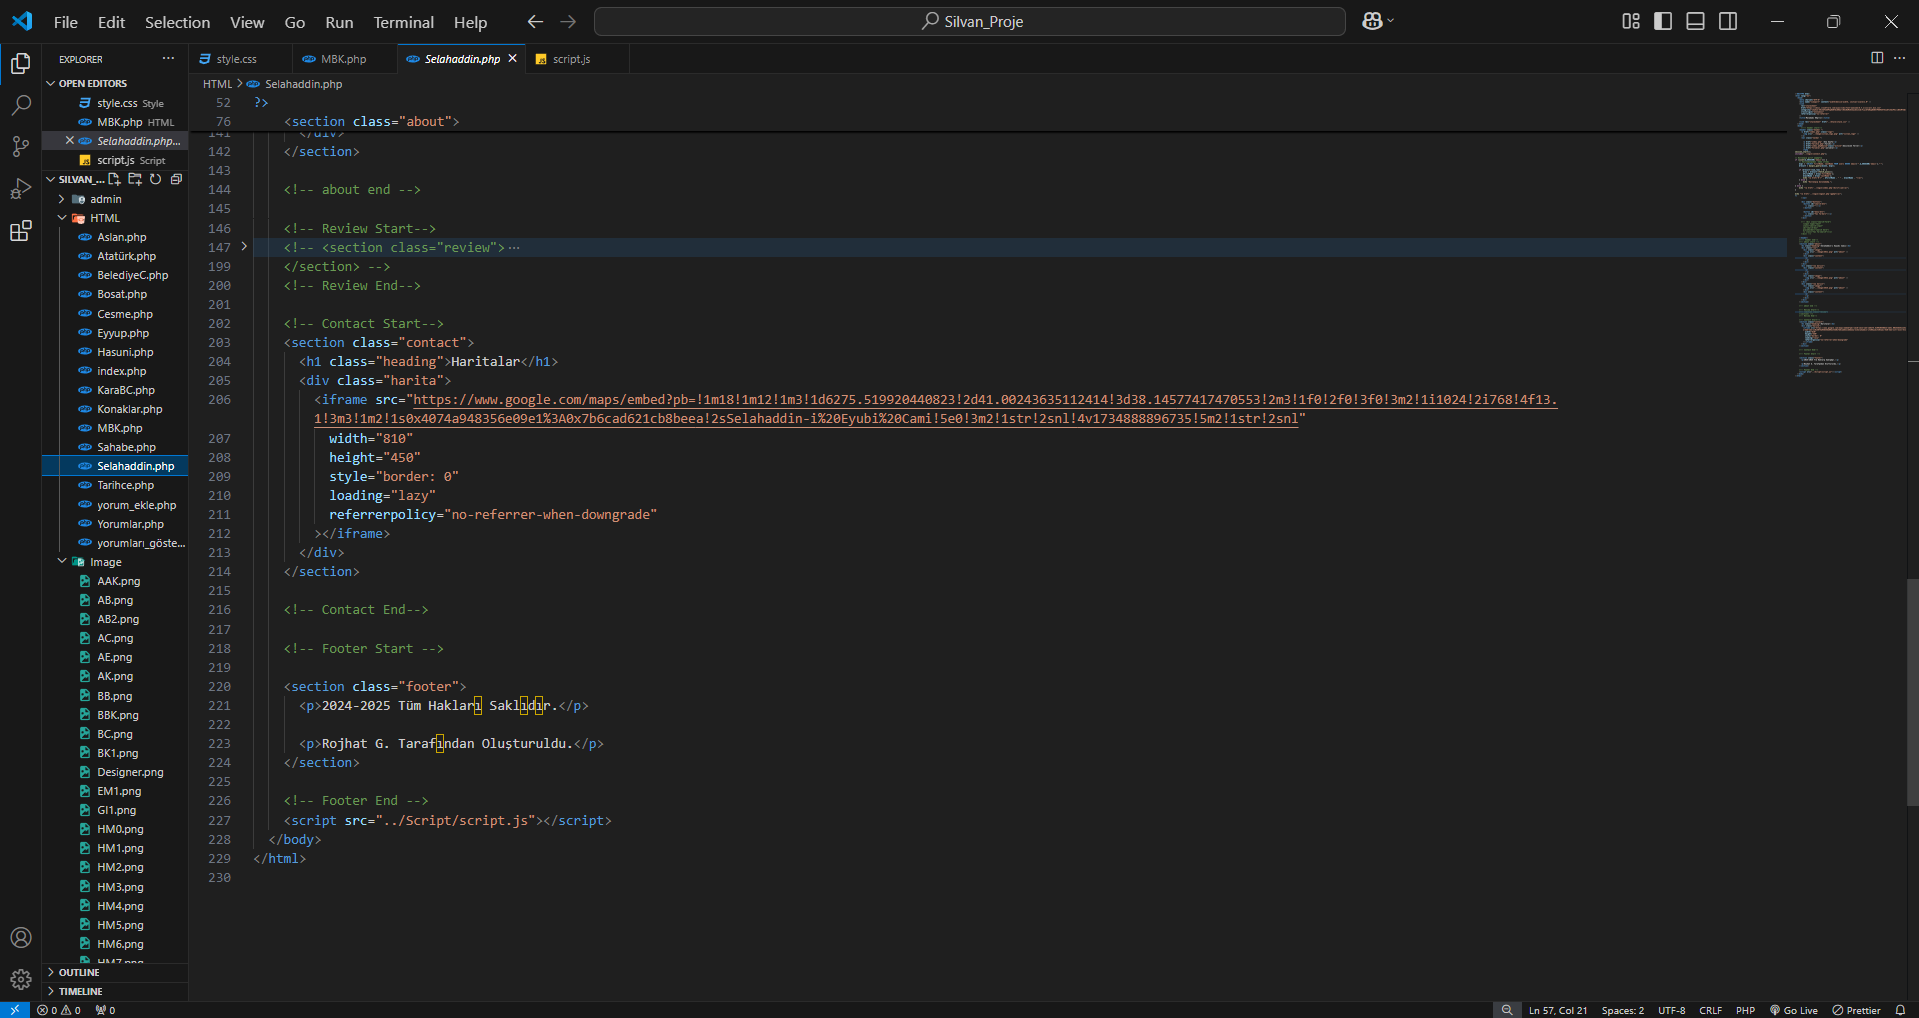 File Edit Selection View Go Run Terminal Help
Silvan_Proje
EXPLORER
OPEN EDITORS
style.css Style
MBK.php HTML
Selahaddin.php...
script.js Script
SILVAN_...
admin
HTML
Aslan.php
Atatürk.php
BelediyeC.php
Bosat.php
Cesme.php
Eyyup.php
Hasuni.php
index.php
KaraBC.php
Konaklar.php
MBK.php
Sahabe.php
Selahaddin.php
Tarihce.php
yorum_ekle.php
Yorumlar.php
yorumları_göste...
Image
AAK.png
AB.png
AB2.png
AC.png
AE.png
AK.png
BB.png
BBK.png
BC.png
BK1.png
Designer.png
EM1.png
GI1.png
HM0.png
HM1.png
HM2.png
HM3.png
HM4.png
HM5.png
HM6.png
HM7.png
OUTLINE
TIMELINE
style.css MBK.php Selahaddin.php script.js
HTML > Selahaddin.php
52 ?>
76 <section class="about">
141 </div>
142 </section>
143
144 <!-- about end -->
145
146 <!-- Review Start-->
147 <!-- <section class="review">...
199 </section> -->
200 <!-- Review End-->
201
202 <!-- Contact Start-->
203 <section class="contact">
204 <h1 class="heading">Haritalar</h1>
205 <div class="harita">
206 <iframe src="https://www.google.com/maps/embed?pb=!1m18!1m12!1m3!1d6275.519920440823!2d41.00243635112414!3d38.14577417470553!2m3!1f0!2f0!3f0!3m2!1i1024!2i768!4f13.
1!3m3!1m2!1s0x4074a948356e09e1%3A0x7b6cad621cb8beea!2sSelahaddin-i%20Eyubi%20Cami!5e0!3m2!1str!2snl!4v1734888896735!5m2!1str!2snl"
207 width="810"
208 height="450"
209 style="border: 0"
210 loading="lazy"
211 referrerpolicy="no-referrer-when-downgrade"
212 ></iframe>
213 </div>
214 </section>
215
216 <!-- Contact End-->
217
218 <!-- Footer Start -->
219
220 <section class="footer">
221 <p>2024-2025 Tüm Hakları Saklıdır.</p>
222
223 <p>Rojhat G. Tarafından Oluşturuldu.</p>
224 </section>
225
226 <!-- Footer End -->
227 <script src="../Script/script.js"></script>
228 </body>
229 </html>
230
0 0 0
Ln 57, Col 21 Spaces: 2 UTF-8 CRLF PHP Go Live Prettier